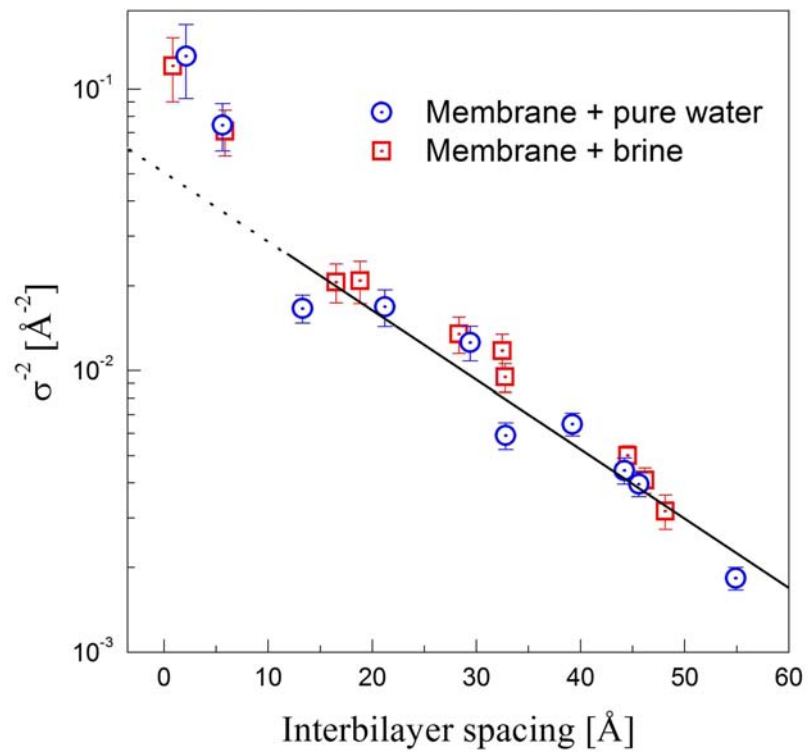 10⁻¹
Membrane + pure water
Membrane + brine
σ⁻² [Å⁻²]
10⁻²
10⁻³
0 10 20 30 40 50 60
Interbilayer spacing [Å]